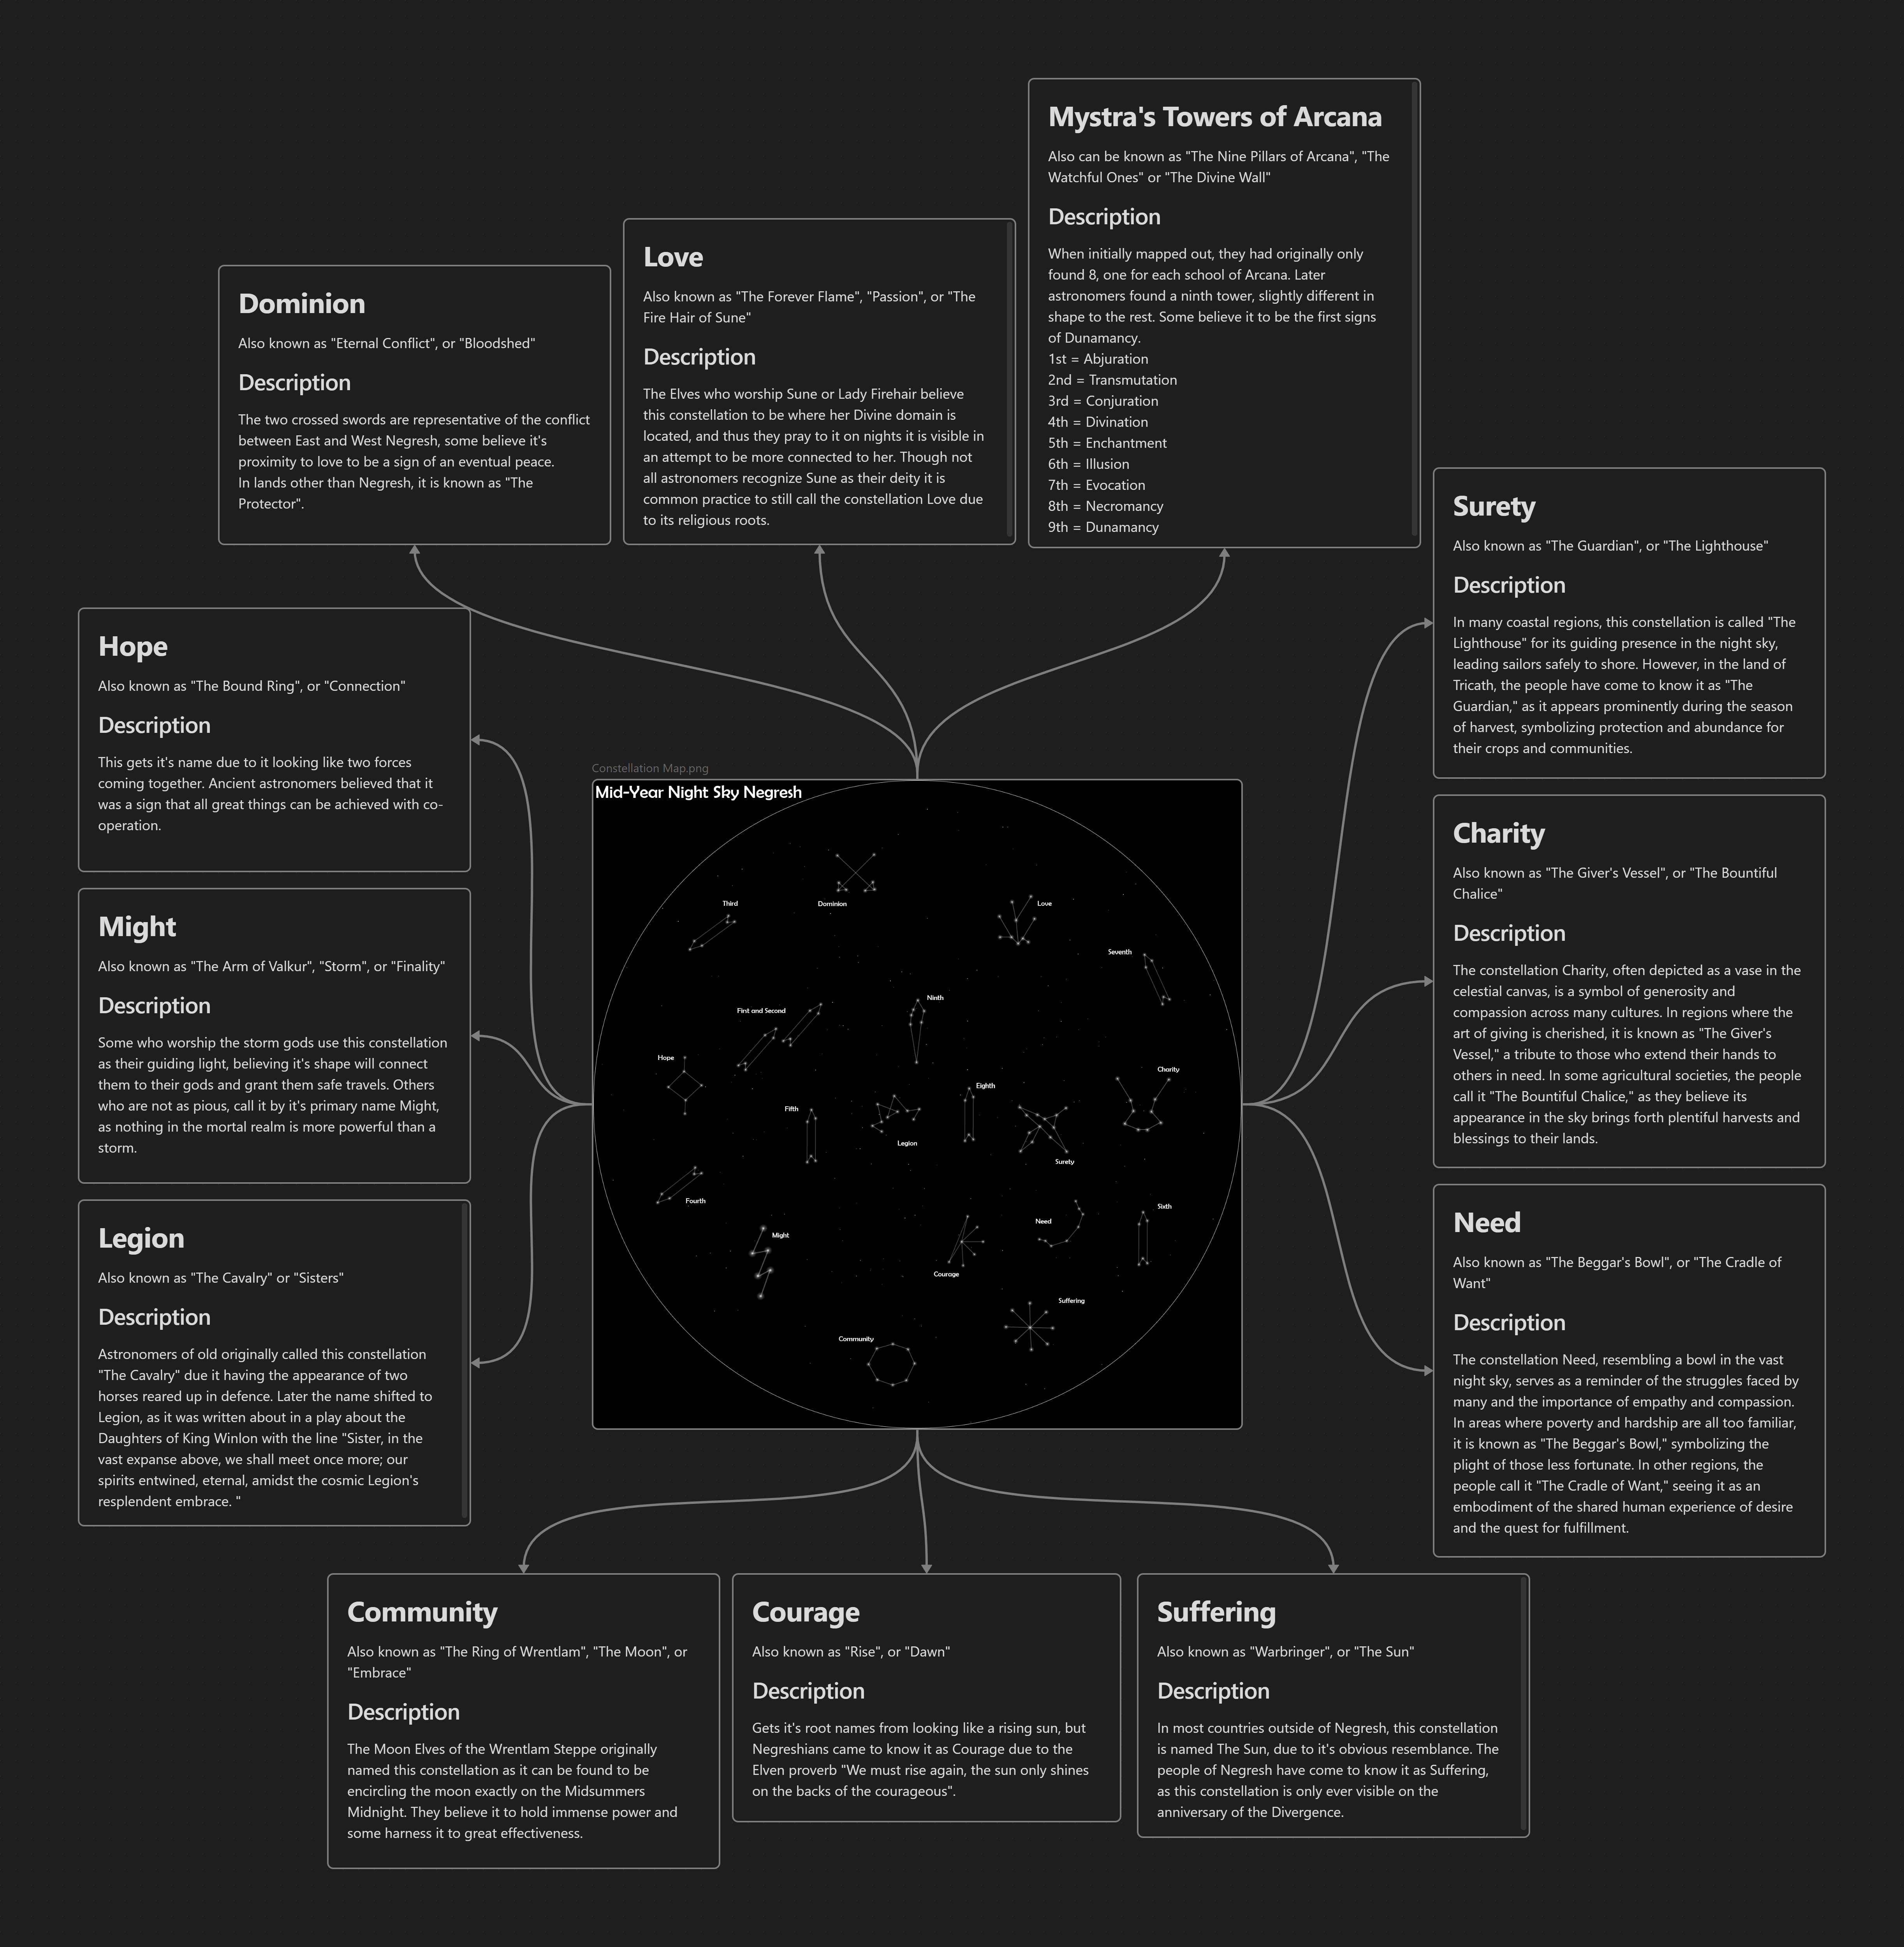 Mystra's Towers of Arcana
Also can be known as "The Nine Pillars of Arcana", "The
Watchful Ones" or "The Divine Wall"
Description
When initially mapped out, they had originally only
found 8, one for each school of Arcana. Later
astronomers found a ninth tower, slightly different in
shape to the rest. Some believe it to be the first signs
of Dunamancy.
1st = Abjuration
2nd = Transmutation
3rd = Conjuration
4th = Divination
5th = Enchantment
6th = Illusion
7th = Evocation
8th = Necromancy
9th = Dunamancy
Love
Also known as "The Forever Flame", "Passion", or "The
Fire Hair of Sune"
Description
The Elves who worship Sune or Lady Firehair believe
this constellation to be where her Divine domain is
located, and thus they pray to it on nights it is visible in
an attempt to be more connected to her. Though not
all astronomers recognize Sune as their deity it is
common practice to still call the constellation Love due
to its religious roots.
Dominion
Also known as "Eternal Conflict", or "Bloodshed"
Description
The two crossed swords are representative of the conflict
between East and West Negresh, some believe it's
proximity to love to be a sign of an eventual peace.
In lands other than Negresh, it is known as "The
Protector".
Surety
Also known as "The Guardian", or "The Lighthouse"
Description
In many coastal regions, this constellation is called "The
Lighthouse" for its guiding presence in the night sky,
leading sailors safely to shore. However, in the land of
Tricath, the people have come to know it as "The
Guardian," as it appears prominently during the season
of harvest, symbolizing protection and abundance for
their crops and communities.
Hope
Also known as "The Bound Ring", or "Connection"
Description
This gets it's name due to it looking like two forces
coming together. Ancient astronomers believed that it
was a sign that all great things can be achieved with co-
operation.
Constellation Map.png
Mid-Year Night Sky Negresh
Third
Dominion
Love
Seventh
First and Second
Ninth
Hope
Charity
Fifth
Eighth
Legion
Surety
Fourth
Might
Need
Sixth
Courage
Suffering
Community
Charity
Also known as "The Giver's Vessel", or "The Bountiful
Chalice"
Description
The constellation Charity, often depicted as a vase in the
celestial canvas, is a symbol of generosity and
compassion across many cultures. In regions where the
art of giving is cherished, it is known as "The Giver's
Vessel," a tribute to those who extend their hands to
others in need. In some agricultural societies, the people
call it "The Bountiful Chalice," as they believe its
appearance in the sky brings forth plentiful harvests and
blessings to their lands.
Might
Also known as "The Arm of Valkur", "Storm", or "Finality"
Description
Some who worship the storm gods use this constellation
as their guiding light, believing it's shape will connect
them to their gods and grant them safe travels. Others
who are not as pious, call it by it's primary name Might,
as nothing in the mortal realm is more powerful than a
storm.
Need
Also known as "The Beggar's Bowl", or "The Cradle of
Want"
Description
The constellation Need, resembling a bowl in the vast
night sky, serves as a reminder of the struggles faced by
many and the importance of empathy and compassion.
In areas where poverty and hardship are all too familiar,
it is known as "The Beggar's Bowl," symbolizing the
plight of those less fortunate. In other regions, the
people call it "The Cradle of Want," seeing it as an
embodiment of the shared human experience of desire
and the quest for fulfillment.
Legion
Also known as "The Cavalry" or "Sisters"
Description
Astronomers of old originally called this constellation
"The Cavalry" due it having the appearance of two
horses reared up in defence. Later the name shifted to
Legion, as it was written about in a play about the
Daughters of King Winlon with the line "Sister, in the
vast expanse above, we shall meet once more; our
spirits entwined, eternal, amidst the cosmic Legion's
resplendent embrace. "
Community
Also known as "The Ring of Wrentlam", "The Moon", or
"Embrace"
Description
The Moon Elves of the Wrentlam Steppe originally
named this constellation as it can be found to be
encircling the moon exactly on the Midsummers
Midnight. They believe it to hold immense power and
some harness it to great effectiveness.
Courage
Also known as "Rise", or "Dawn"
Description
Gets it's root names from looking like a rising sun, but
Negreshians came to know it as Courage due to the
Elven proverb "We must rise again, the sun only shines
on the backs of the courageous".
Suffering
Also known as "Warbringer", or "The Sun"
Description
In most countries outside of Negresh, this constellation
is named The Sun, due to it's obvious resemblance. The
people of Negresh have come to know it as Suffering,
as this constellation is only ever visible on the
anniversary of the Divergence.